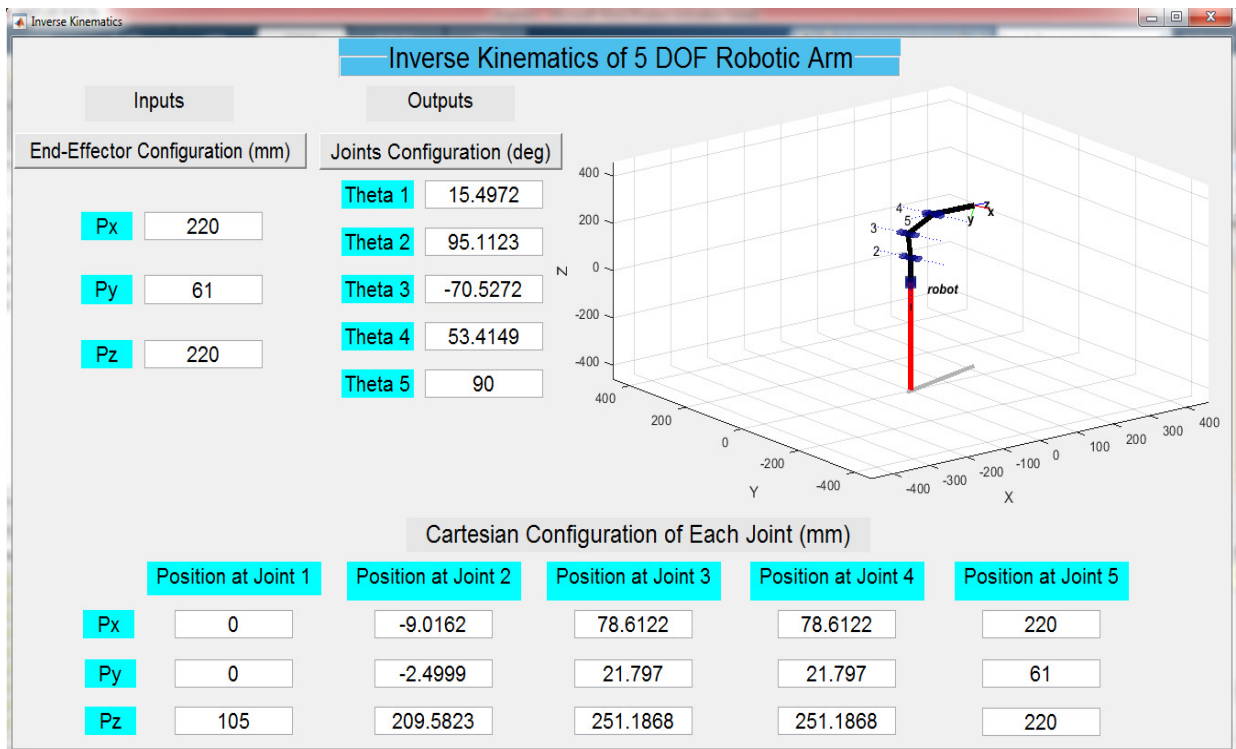 Inverse Kinematics
Inverse Kinematics of 5 DOF Robotic Arm
Inputs
Outputs
End-Effector Configuration (mm)
Joints Configuration (deg)
Px 220
Py 61
Pz 220
Theta 1 15.4972
Theta 2 95.1123
Theta 3 -70.5272
Theta 4 53.4149
Theta 5 90
400
200
0
-200
-400
Z
400
200
0
-200
-400
Y
-400
-300
-200
-100
0
100
200
300
400
X
4
5
3
2
z
x
y
robot
Cartesian Configuration of Each Joint (mm)
Position at Joint 1 Position at Joint 2 Position at Joint 3 Position at Joint 4 Position at Joint 5
Px 0 -9.0162 78.6122 78.6122 220
Py 0 -2.4999 21.797 21.797 61
Pz 105 209.5823 251.1868 251.1868 220